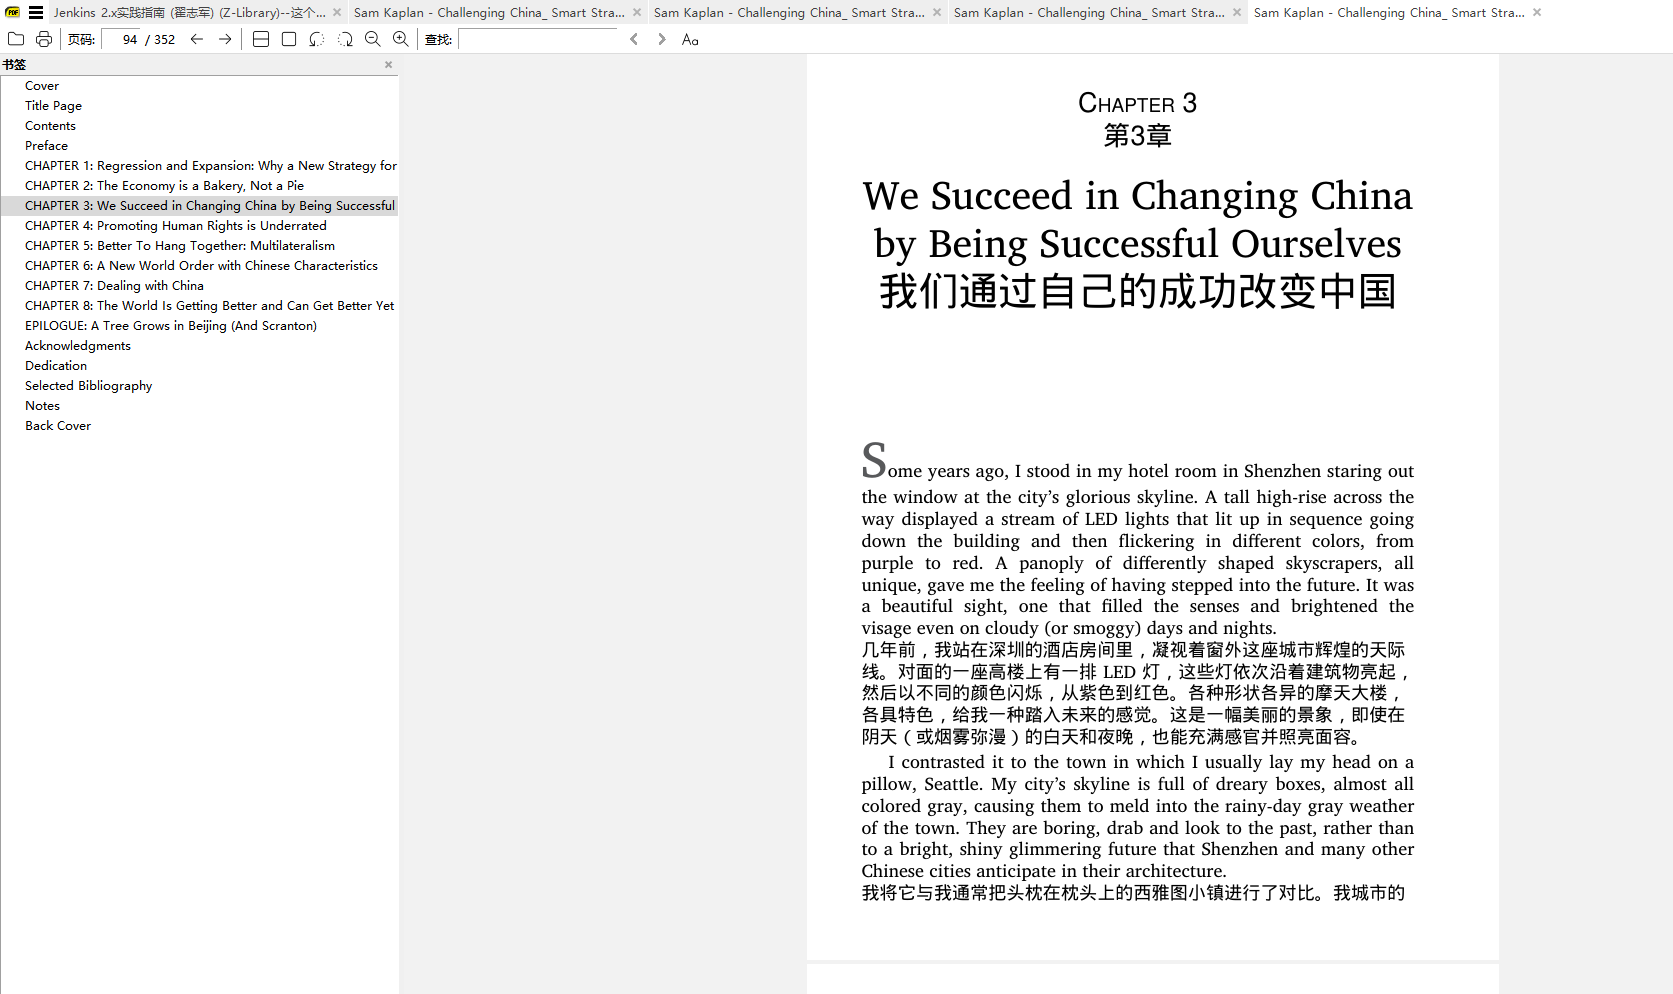 PDF
Jenkins 2.x实践指南 (翟志军) (Z-Library)--这个...
Sam Kaplan - Challenging China_ Smart Stra...
Sam Kaplan - Challenging China_ Smart Stra...
Sam Kaplan - Challenging China_ Smart Stra...
Sam Kaplan - Challenging China_ Smart Stra...
页码: 94 / 352
查找:
Aa
书签
Cover
Title Page
Contents
Preface
CHAPTER 1: Regression and Expansion: Why a New Strategy for
CHAPTER 2: The Economy is a Bakery, Not a Pie
CHAPTER 3: We Succeed in Changing China by Being Successful
CHAPTER 4: Promoting Human Rights is Underrated
CHAPTER 5: Better To Hang Together: Multilateralism
CHAPTER 6: A New World Order with Chinese Characteristics
CHAPTER 7: Dealing with China
CHAPTER 8: The World Is Getting Better and Can Get Better Yet
EPILOGUE: A Tree Grows in Beijing (And Scranton)
Acknowledgments
Dedication
Selected Bibliography
Notes
Back Cover
CHAPTER 3
第3章
We Succeed in Changing China
by Being Successful Ourselves
我们通过自己的成功改变中国
Some years ago, I stood in my hotel room in Shenzhen staring out
the window at the city’s glorious skyline. A tall high-rise across the
way displayed a stream of LED lights that lit up in sequence going
down the building and then flickering in different colors, from
purple to red. A panoply of differently shaped skyscrapers, all
unique, gave me the feeling of having stepped into the future. It was
a beautiful sight, one that filled the senses and brightened the
visage even on cloudy (or smoggy) days and nights.
几年前，我站在深圳的酒店房间里，凝视着窗外这座城市辉煌的天际
线。对面的一座高楼上有一排 LED 灯，这些灯依次沿着建筑物亮起，
然后以不同的颜色闪烁，从紫色到红色。各种形状各异的摩天大楼，
各具特色，给我一种踏入未来的感觉。这是一幅美丽的景象，即使在
阴天（或烟雾弥漫）的白天和夜晚，也能充满感官并照亮面容。
I contrasted it to the town in which I usually lay my head on a
pillow, Seattle. My city’s skyline is full of dreary boxes, almost all
colored gray, causing them to meld into the rainy-day gray weather
of the town. They are boring, drab and look to the past, rather than
to a bright, shiny glimmering future that Shenzhen and many other
Chinese cities anticipate in their architecture.
我将它与我通常把头枕在枕头上的西雅图小镇进行了对比。我城市的